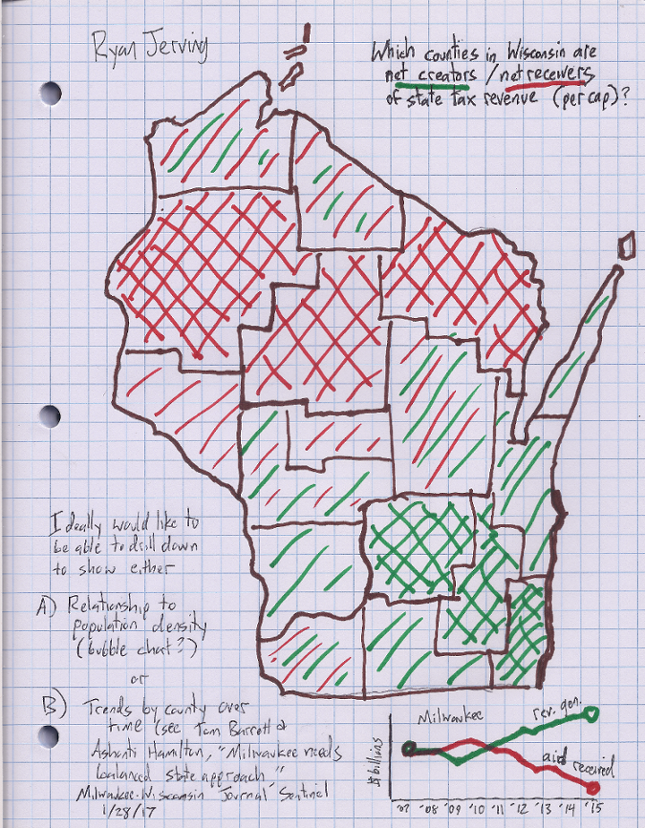 Ryan Jerving
Which counties in Wisconsin are
net creators / net receivers
of state tax revenue (per cap)?
Ideally would like to
be able to drill down
to show either
A) Relationship to
population density
(bubble chart?)
or
B) Trends by county over
time (see Tom Barrett &
Ashanti Hamilton, "Milwaukee needs
balanced state approach"
Milwaukee-Wisconsin Journal Sentinel
1/28/17
Milwaukee
rev. gen.
aid received
$ billions
'08 '09 '10 '11 '12 '13 '14 '15